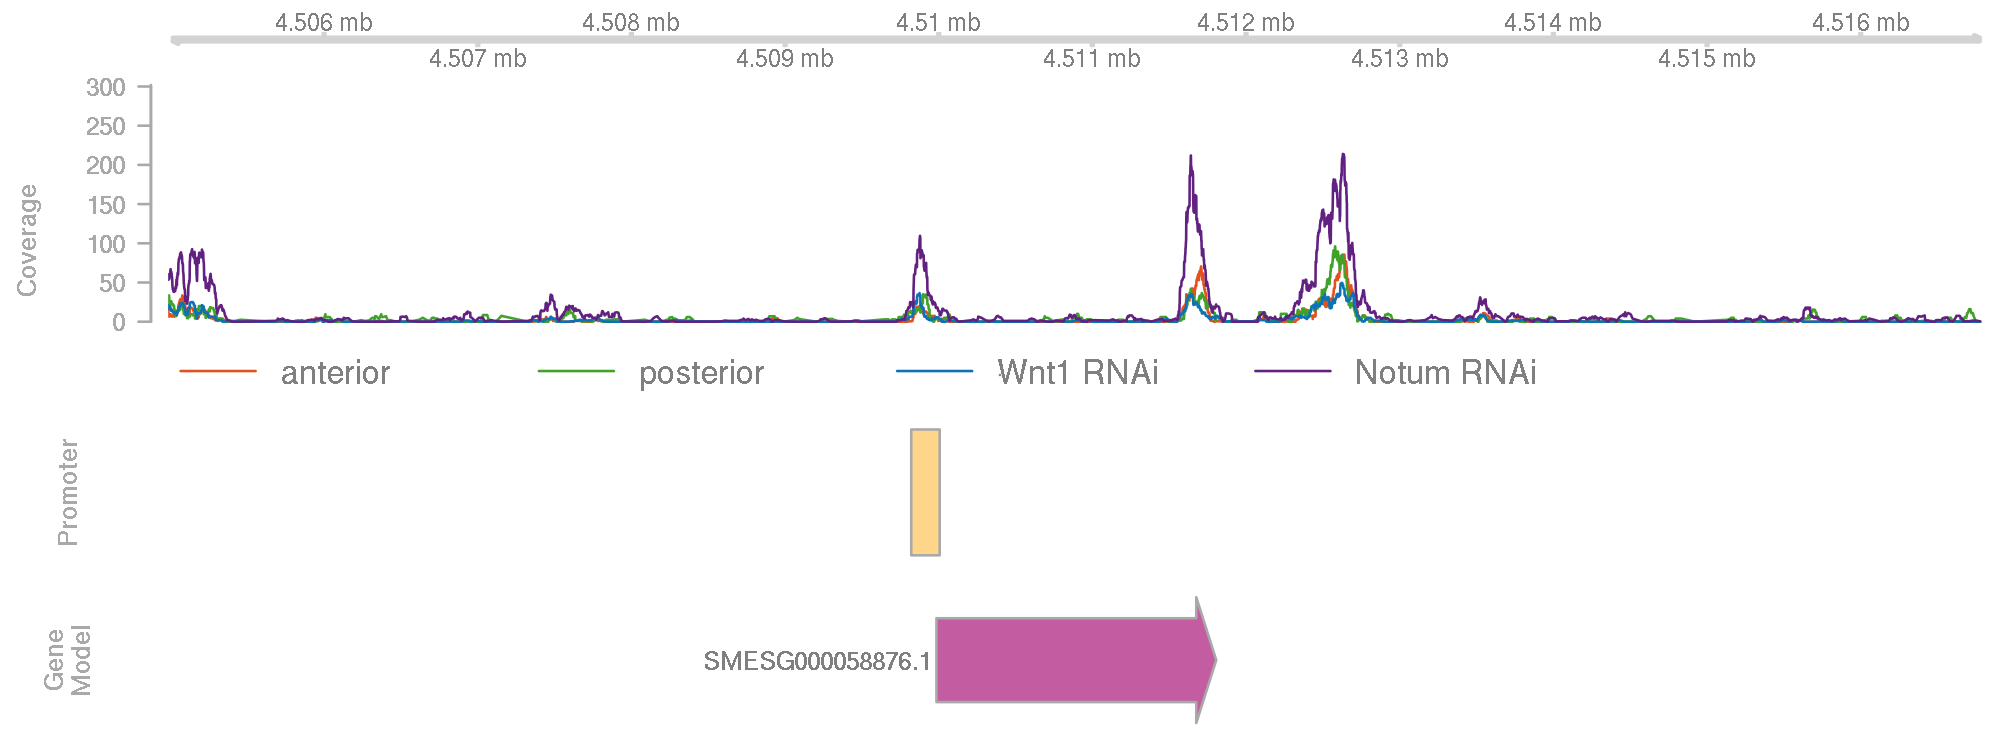 4.506 mb 4.508 mb 4.51 mb 4.512 mb 4.514 mb 4.516 mb
4.507 mb 4.509 mb 4.511 mb 4.513 mb 4.515 mb
300
250
200
150
100
50
0
Coverage
anterior posterior Wnt1 RNAi Notum RNAi
Promoter
Gene
Model
SMESG000058876.1